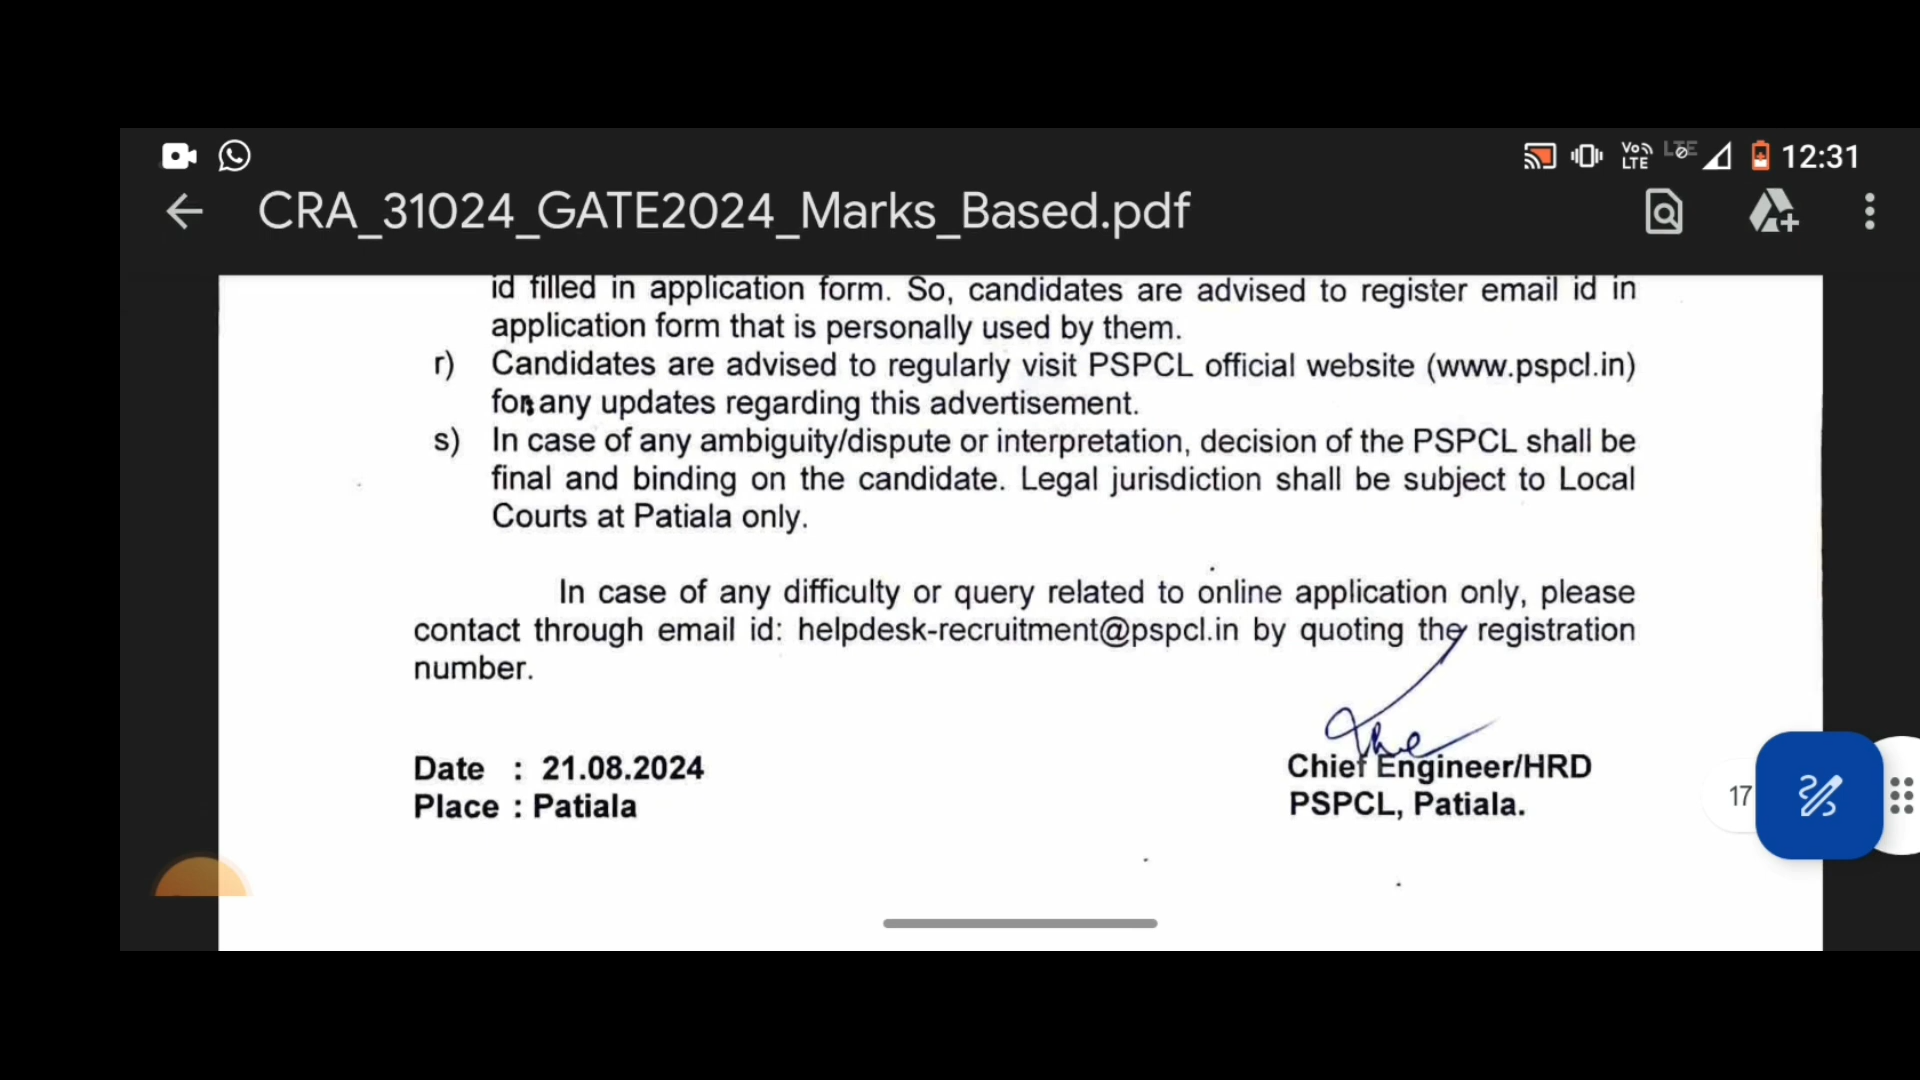 12:31
CRA_31024_GATE2024_Marks_Based.pdf
id filled in application form. So, candidates are advised to register email id in
application form that is personally used by them.
r) Candidates are advised to regularly visit PSPCL official website (www.pspcl.in)
for any updates regarding this advertisement.
s) In case of any ambiguity/dispute or interpretation, decision of the PSPCL shall be
final and binding on the candidate. Legal jurisdiction shall be subject to Local
Courts at Patiala only.
In case of any difficulty or query related to online application only, please
contact through email id: helpdesk-recruitment@pspcl.in by quoting the registration
number.
Date : 21.08.2024
Place : Patiala
Chief Engineer/HRD
PSPCL, Patiala.
17